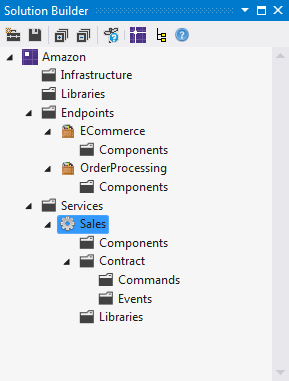 Solution Builder
Amazon
Infrastructure
Libraries
Endpoints
ECommerce
Components
OrderProcessing
Components
Services
Sales
Components
Contract
Commands
Events
Libraries